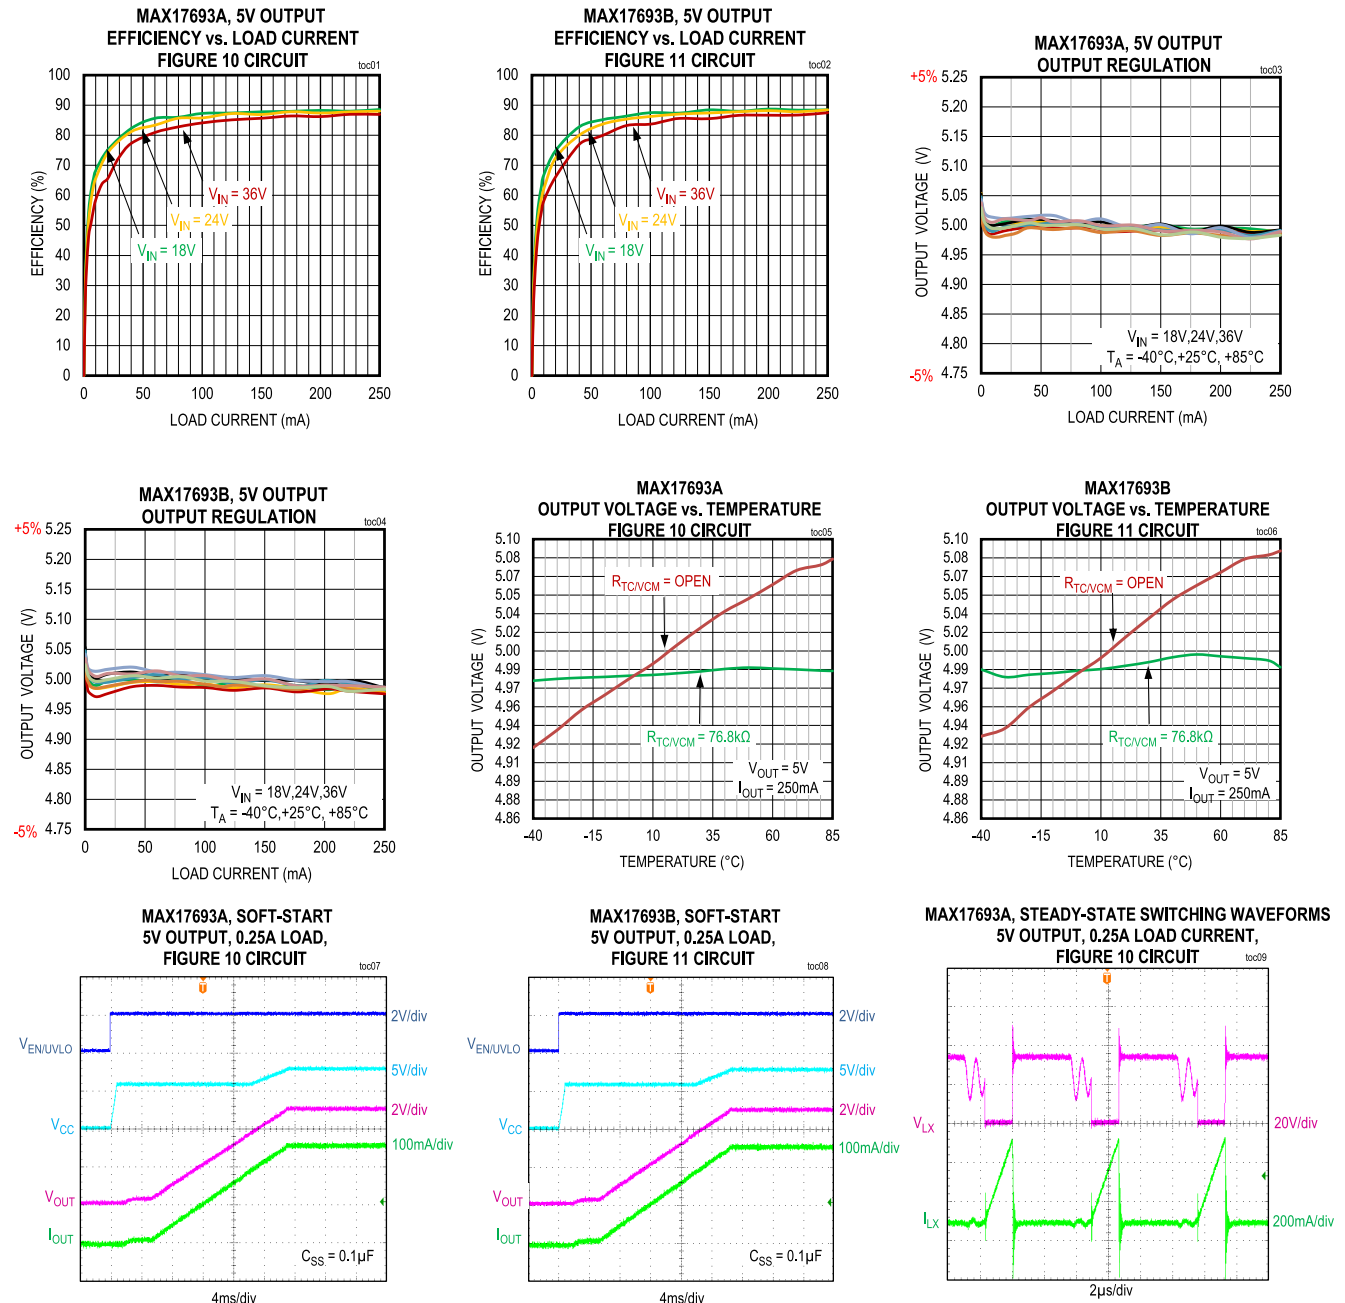 MAX17693A, 5V OUTPUT
EFFICIENCY vs. LOAD CURRENT
FIGURE 10 CIRCUIT
toc01
100
90
80
70
60
50
40
30
20
10
0
EFFICIENCY (%)
VIN = 36V
VIN = 24V
VIN = 18V
0 50 100 150 200 250
LOAD CURRENT (mA)
MAX17693B, 5V OUTPUT
EFFICIENCY vs. LOAD CURRENT
FIGURE 11 CIRCUIT
toc02
100
90
80
70
60
50
40
30
20
10
0
EFFICIENCY (%)
VIN = 36V
VIN = 24V
VIN = 18V
0 50 100 150 200 250
LOAD CURRENT (mA)
MAX17693A, 5V OUTPUT
OUTPUT REGULATION
toc03
+5% 5.25
5.20
5.15
5.10
5.05
5.00
4.95
4.90
4.85
4.80
-5% 4.75
OUTPUT VOLTAGE (V)
VIN = 18V,24V,36V
TA = -40°C,+25°C, +85°C
0 50 100 150 200 250
LOAD CURRENT (mA)
MAX17693B, 5V OUTPUT
OUTPUT REGULATION
toc04
+5% 5.25
5.20
5.15
5.10
5.05
5.00
4.95
4.90
4.85
4.80
-5% 4.75
OUTPUT VOLTAGE (V)
VIN = 18V,24V,36V
TA = -40°C,+25°C, +85°C
0 50 100 150 200 250
LOAD CURRENT (mA)
MAX17693A
OUTPUT VOLTAGE vs. TEMPERATURE
FIGURE 10 CIRCUIT
toc05
5.10
5.08
5.07
5.05
5.04
5.02
5.01
4.99
4.97
4.96
4.94
4.92
4.91
4.89
4.88
4.86
OUTPUT VOLTAGE (V)
RTC/VCM = OPEN
RTC/VCM = 76.8kΩ
VOUT = 5V
IOUT = 250mA
-40 -15 10 35 60 85
TEMPERATURE (°C)
MAX17693B
OUTPUT VOLTAGE vs. TEMPERATURE
FIGURE 11 CIRCUIT
toc06
5.10
5.08
5.07
5.05
5.04
5.02
5.01
4.99
4.97
4.96
4.94
4.92
4.91
4.89
4.88
4.86
OUTPUT VOLTAGE (V)
RTC/VCM = OPEN
RTC/VCM = 76.8kΩ
VOUT = 5V
IOUT = 250mA
-40 -15 10 35 60 85
TEMPERATURE (°C)
MAX17693A, SOFT-START
5V OUTPUT, 0.25A LOAD,
FIGURE 10 CIRCUIT
toc07
T
VEN/UVLO
2V/div
5V/div
VCC
2V/div
100mA/div
VOUT
IOUT
CSS = 0.1µF
4ms/div
MAX17693B, SOFT-START
5V OUTPUT, 0.25A LOAD,
FIGURE 11 CIRCUIT
toc08
T
VEN/UVLO
2V/div
5V/div
VCC
2V/div
100mA/div
VOUT
IOUT
CSS = 0.1µF
4ms/div
MAX17693A, STEADY-STATE SWITCHING WAVEFORMS
5V OUTPUT, 0.25A LOAD CURRENT,
FIGURE 10 CIRCUIT
toc09
T
VLX
20V/div
ILX
200mA/div
2µs/div